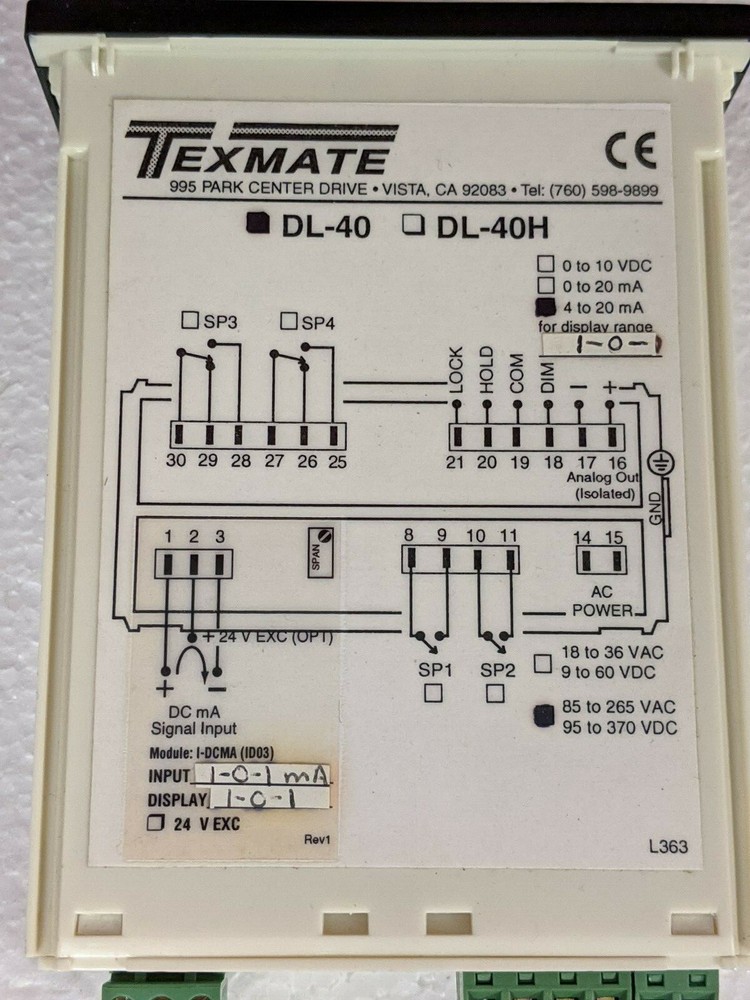 TEXMATE CE
995 PARK CENTER DRIVE • VISTA, CA 92083 • Tel: (760) 598-9899
DL-40 DL-40H
0 to 10 VDC
0 to 20 mA
4 to 20 mA
for display range
1-0-1
SP3 SP4
LOCK HOLD COM DIM − +
30 29 28 27 26 25
21 20 19 18 17 16
Analog Out
(Isolated)
GND
1 2 3
SPAN
8 9 10 11
14 15
AC
POWER
+ 24 V EXC (OPT)
+ −
DC mA
Signal Input
SP1 SP2
18 to 36 VAC
9 to 60 VDC
85 to 265 VAC
95 to 370 VDC
Module: I-DCMA (ID03)
INPUT 1-0-1 mA
DISPLAY 1-0-1
24 V EXC
Rev1
L363